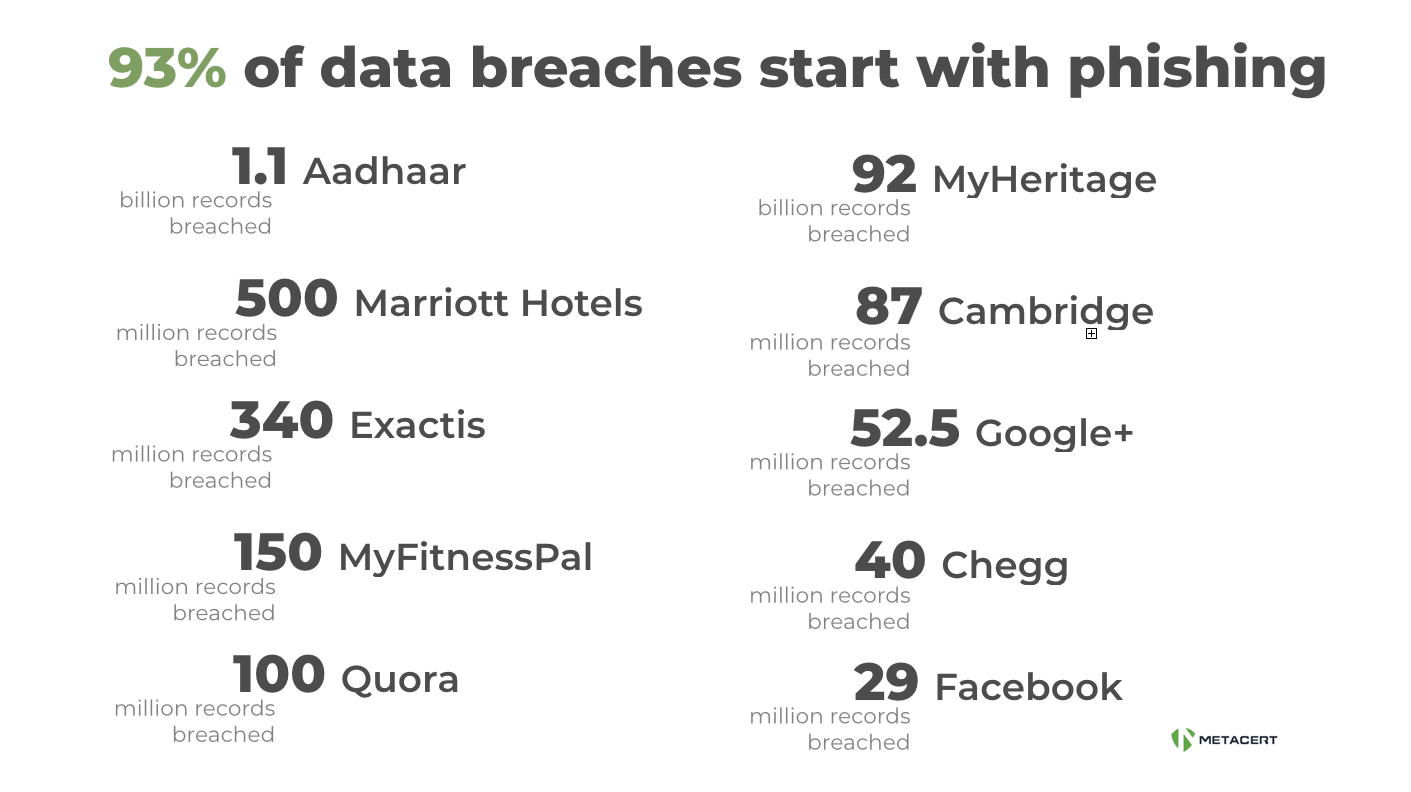 93% of data breaches start with phishing
1.1 Aadhaar
billion records
breached
500 Marriott Hotels
million records
breached
340 Exactis
million records
breached
150 MyFitnessPal
million records
breached
100 Quora
million records
breached
92 MyHeritage
billion records
breached
87 Cambridge
million records
breached
52.5 Google+
million records
breached
40 Chegg
million records
breached
29 Facebook
million records
breached
METACERT